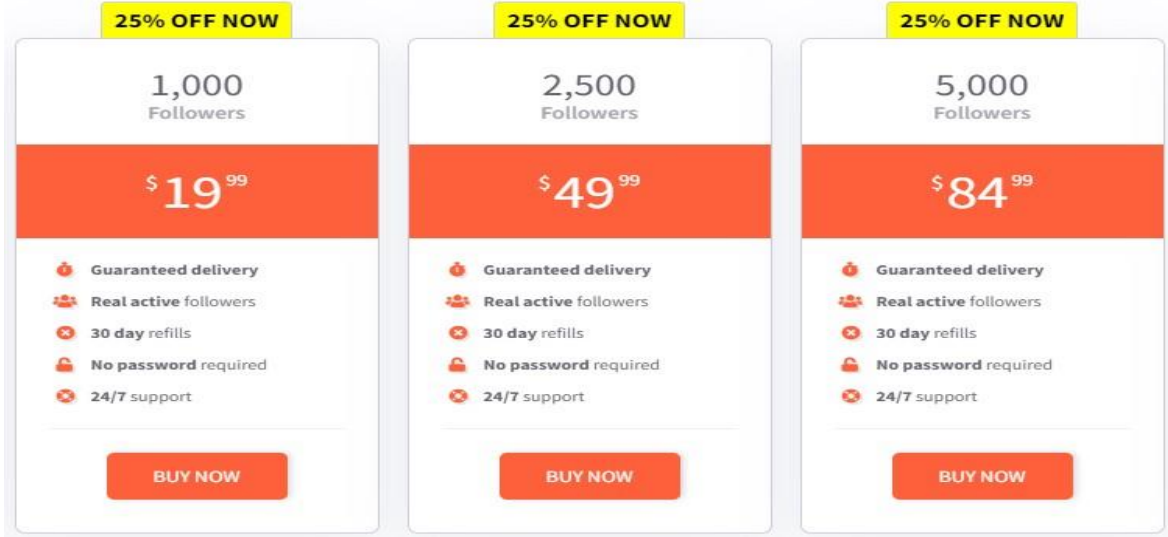 25% OFF NOW
1,000
Followers
$19 99
Guaranteed delivery
Real active followers
30 day refills
No password required
24/7 support
BUY NOW
25% OFF NOW
2,500
Followers
$49 99
Guaranteed delivery
Real active followers
30 day refills
No password required
24/7 support
BUY NOW
25% OFF NOW
5,000
Followers
$84 99
Guaranteed delivery
Real active followers
30 day refills
No password required
24/7 support
BUY NOW